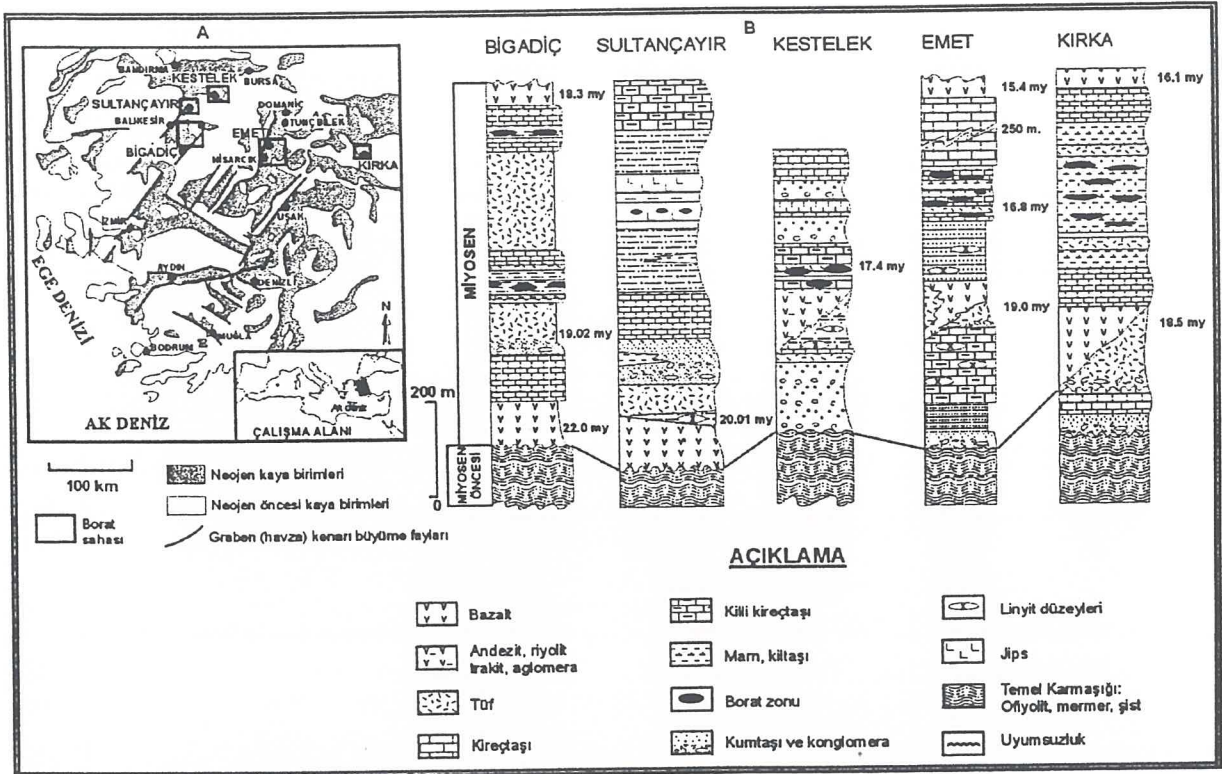 A
BANDIRMA
KESTELEK
BURSA
SULTANÇAYIR
DOMANİÇ
BALIKESİR
EMET
TUNÇBİLEK
BİGADİÇ
HİSARCIK
KIRKA
UŞAK
AYDIN
DENİZLİ
MUĞLA
BODRUM
EGE DENİZİ
N
Ak deniz
AK DENİZ
ÇALIŞMA ALANI
100 km
Neojen kaya birimleri
Neojen öncesi kaya birimleri
Borat
sahası
Graben (havza) kenarı büyüme fayları
B
BİGADİÇ
SULTANÇAYIR
KESTELEK
EMET
KIRKA
MİYOSEN
MİYOSEN
ÖNCESİ
200 m
0
18.3 my
19.02 my
22.0 my
20.01 my
17.4 my
15.4 my
250 m.
16.8 my
19.0 my
16.1 my
18.5 my
AÇIKLAMA
Bazalt
Andezit, riyolit
trakit, aglomera
Tüf
Kireçtaşı
Killi kireçtaşı
Marn, kiltaşı
Borat zonu
Kumtaşı ve konglomera
Linyit düzeyleri
Jips
Temel Karmaşığı:
Ofiyolit, mermer, şist
Uyumsuzluk